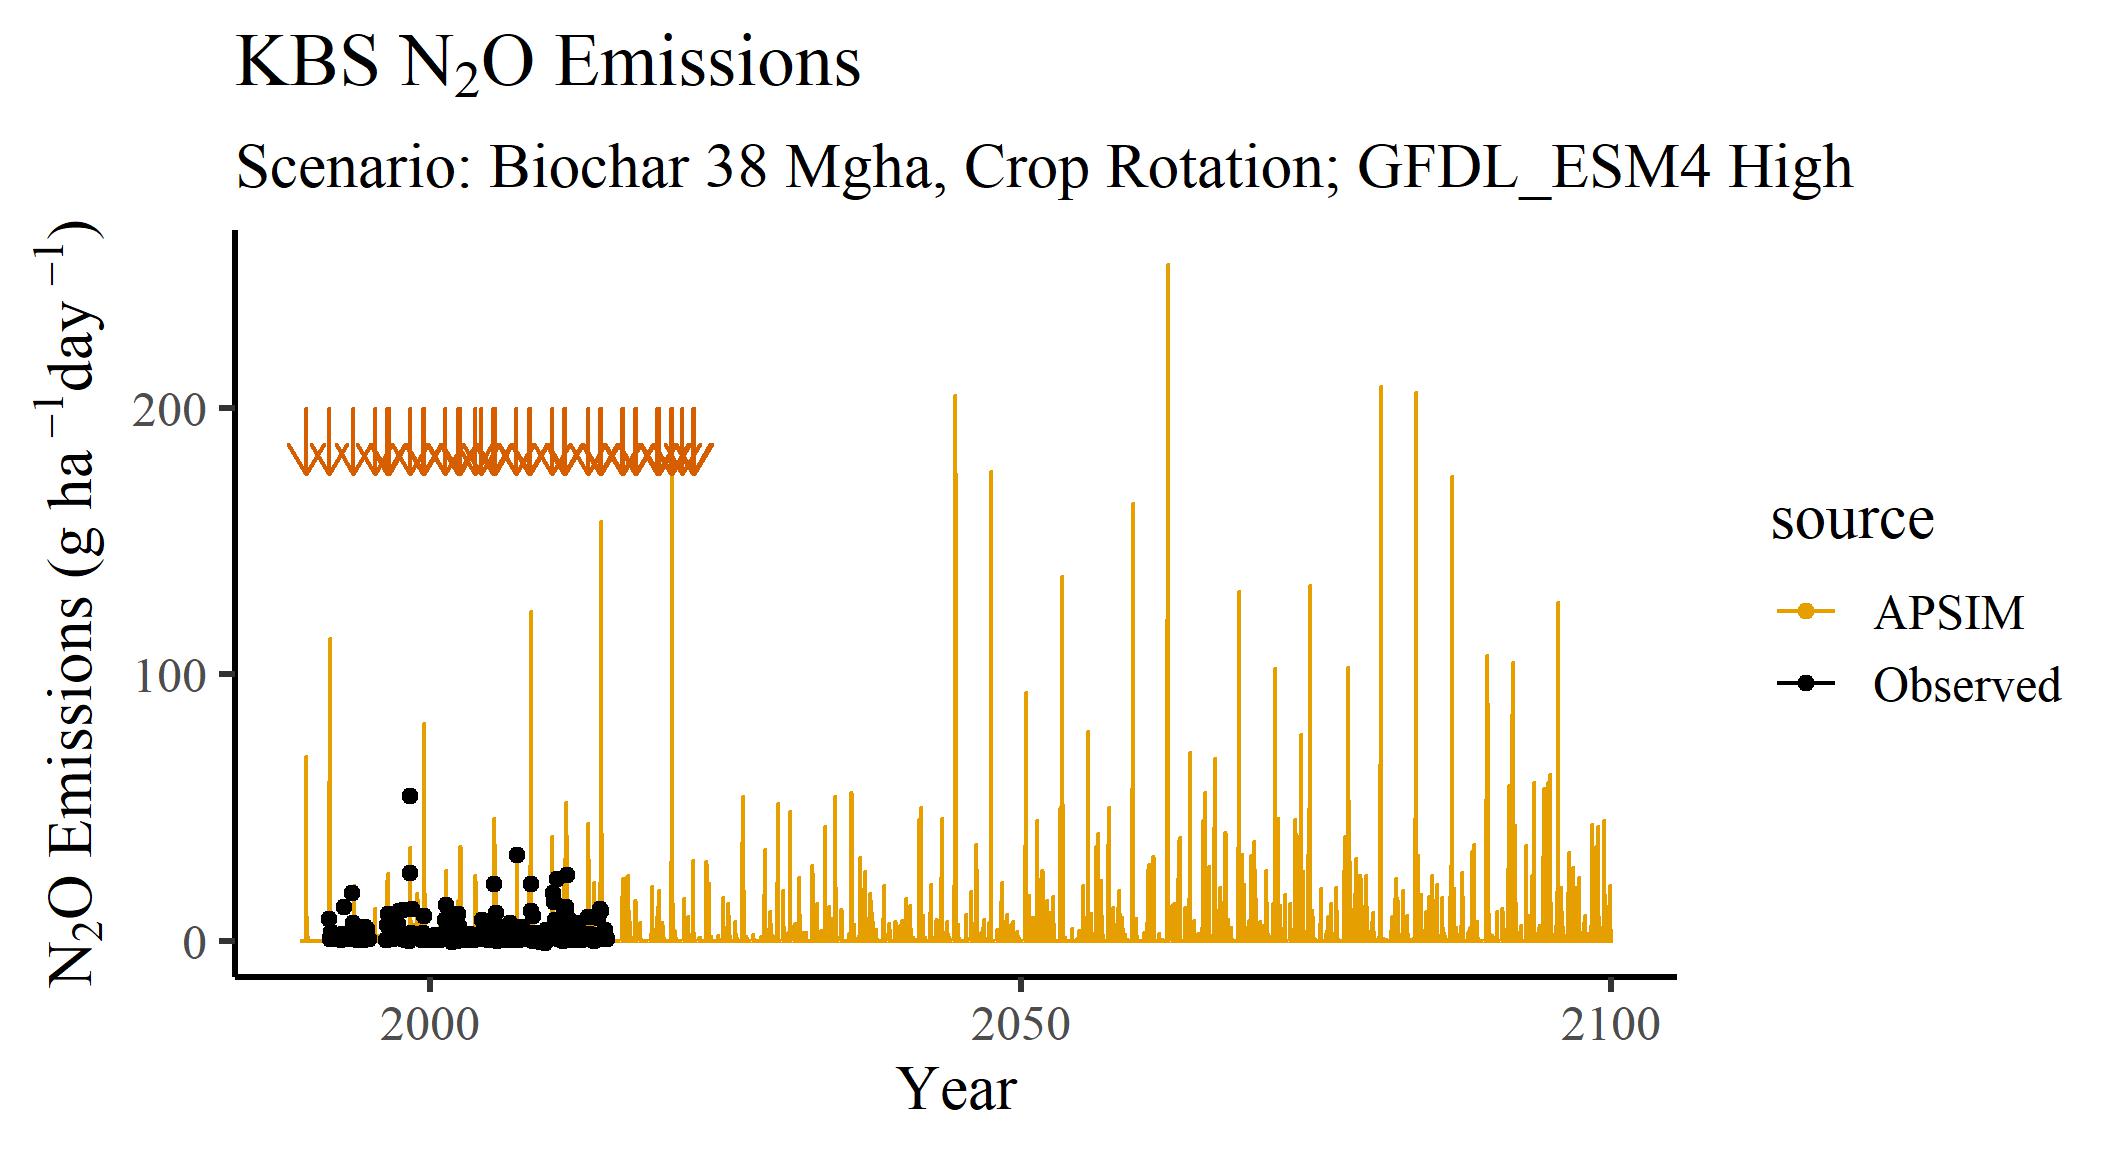 KBS N₂O Emissions
Scenario: Biochar 38 Mgha, Crop Rotation; GFDL_ESM4 High
N₂O Emissions (g ha ⁻¹day ⁻¹)
200
100
0
2000
2050
2100
Year
source
APSIM
Observed